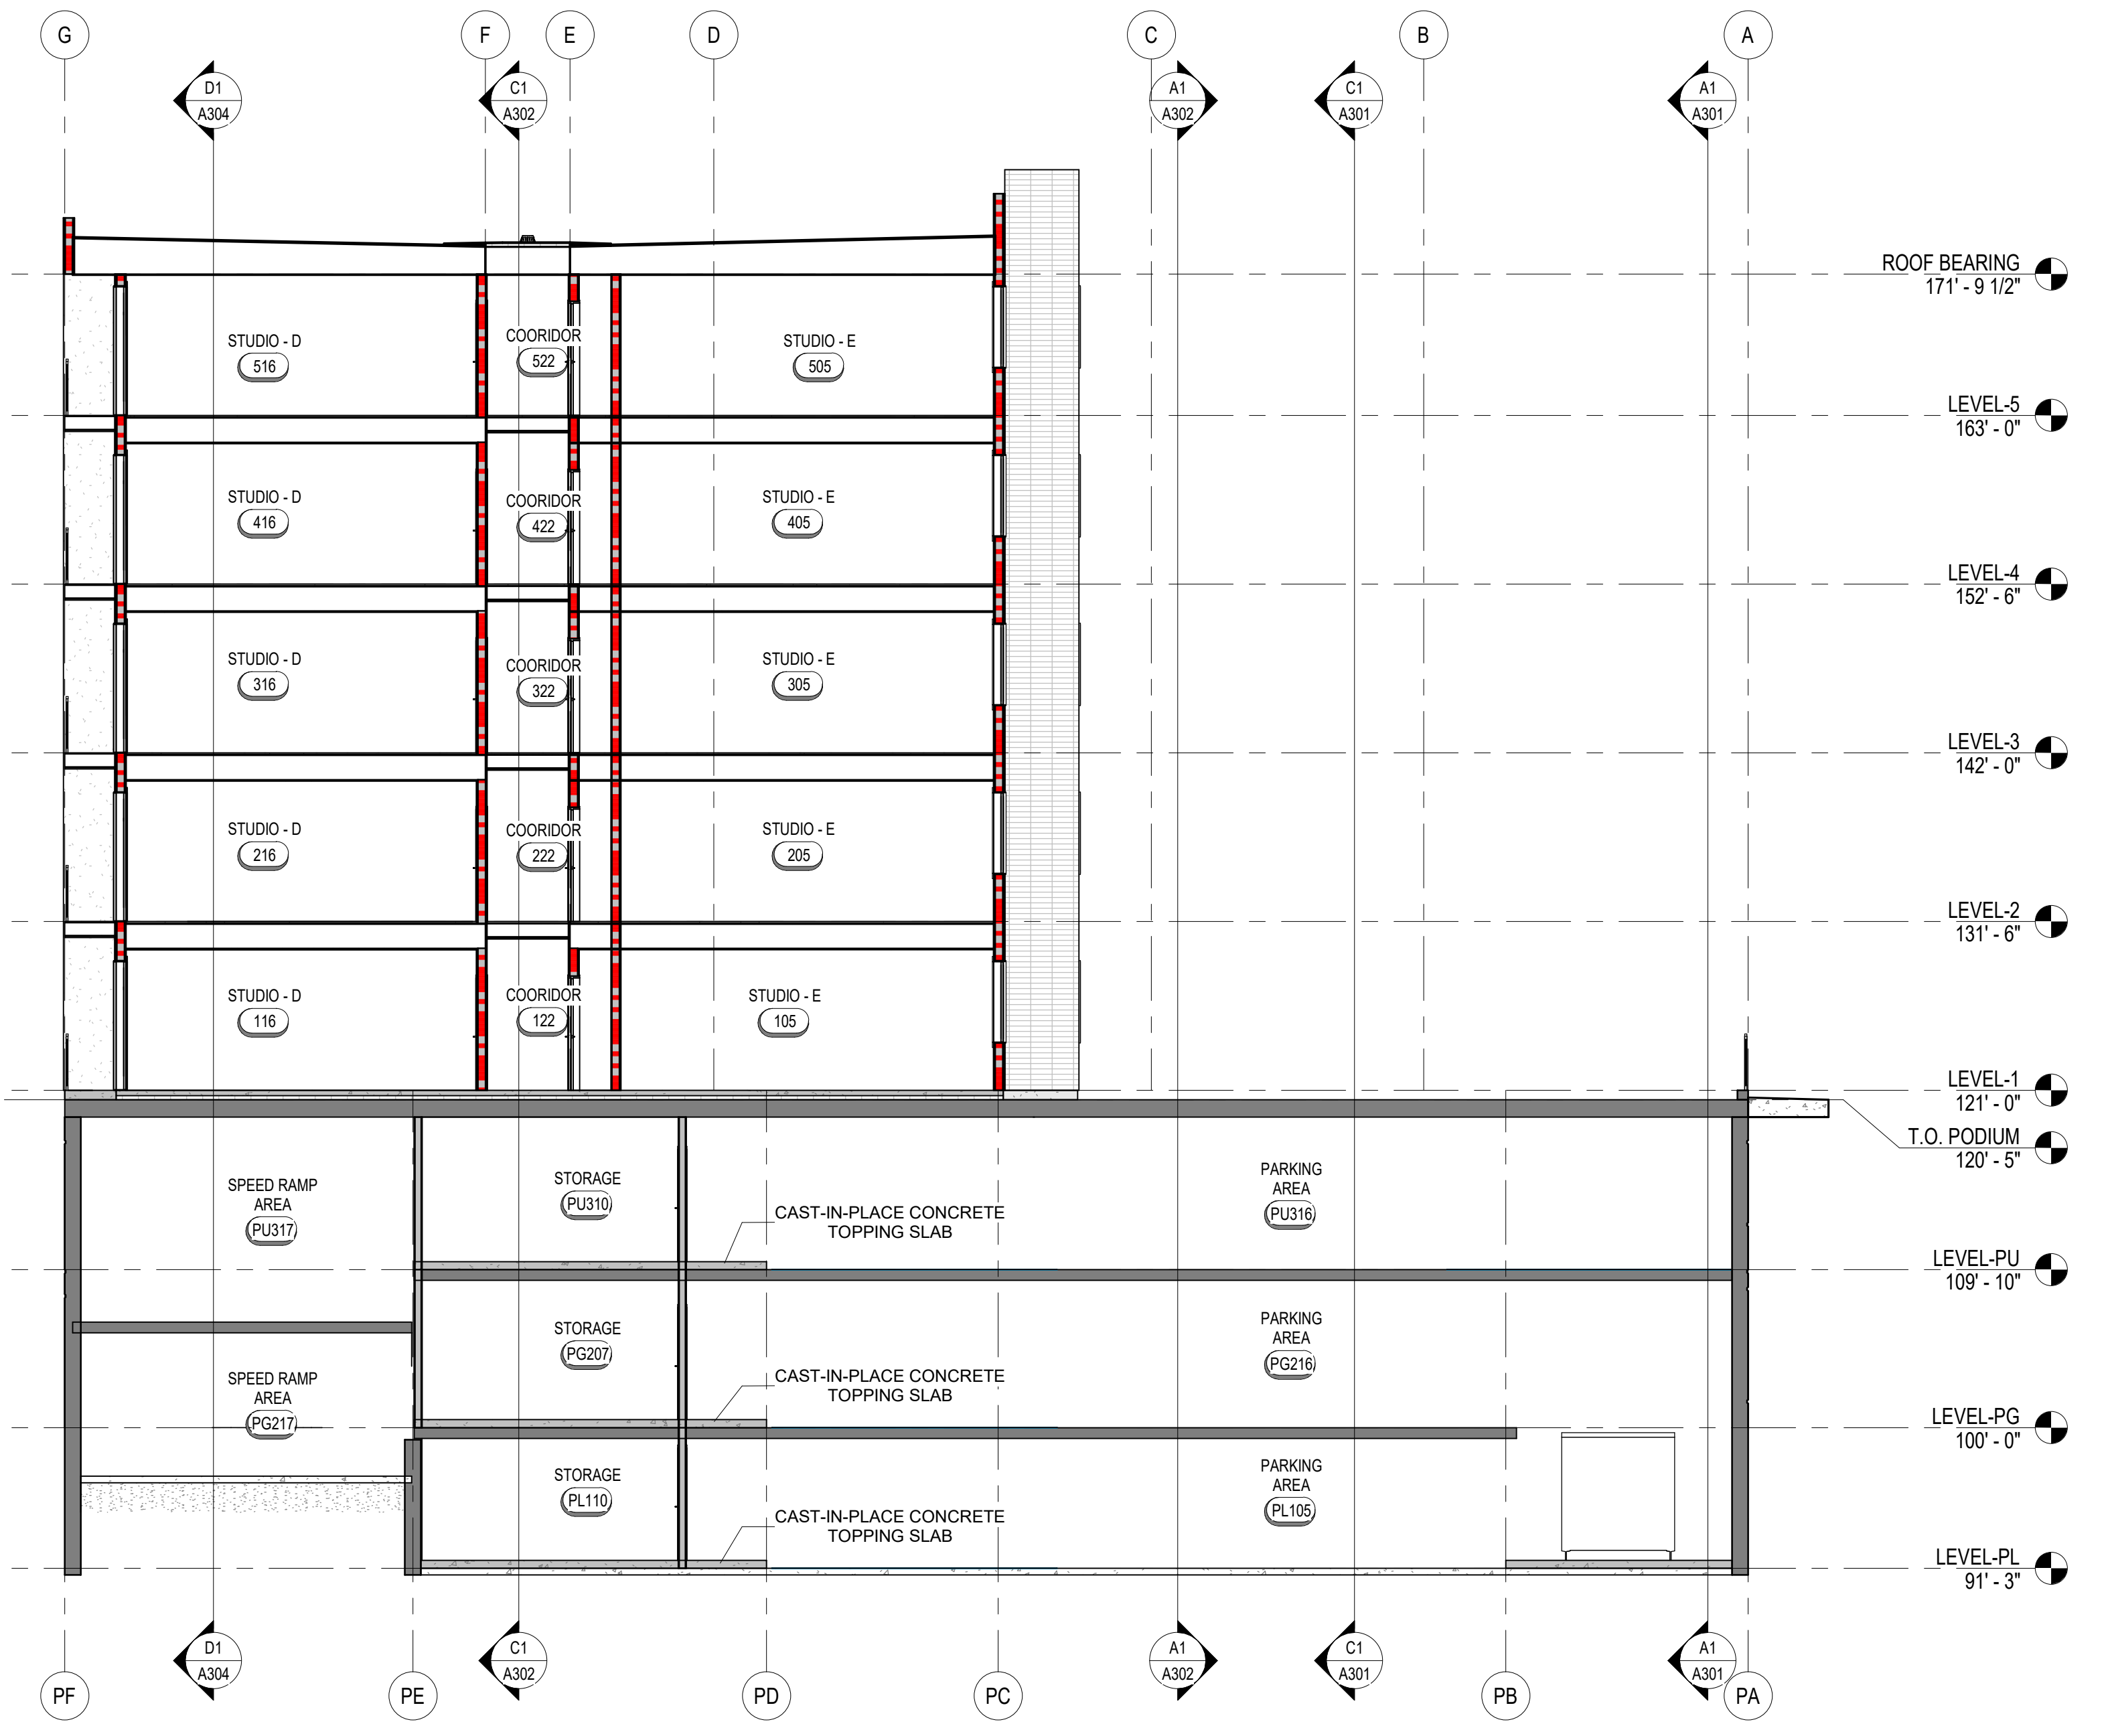 G F E D C B A
D1 C1 A1 C1 A1
A304 A302 A302 A301 A301
ROOF BEARING
171' - 9 1/2"
STUDIO - D
516
COORIDOR
522
STUDIO - E
505
LEVEL-5
163' - 0"
STUDIO - D
416
COORIDOR
422
STUDIO - E
405
LEVEL-4
152' - 6"
STUDIO - D
316
COORIDOR
322
STUDIO - E
305
LEVEL-3
142' - 0"
STUDIO - D
216
COORIDOR
222
STUDIO - E
205
LEVEL-2
131' - 6"
STUDIO - D
116
COORIDOR
122
STUDIO - E
105
LEVEL-1
121' - 0"
T.O. PODIUM
120' - 5"
SPEED RAMP
AREA
PU317
STORAGE
PU310
CAST-IN-PLACE CONCRETE
TOPPING SLAB
PARKING
AREA
PU316
LEVEL-PU
109' - 10"
SPEED RAMP
AREA
PG217
STORAGE
PG207
CAST-IN-PLACE CONCRETE
TOPPING SLAB
PARKING
AREA
PG216
LEVEL-PG
100' - 0"
STORAGE
PL110
CAST-IN-PLACE CONCRETE
TOPPING SLAB
PARKING
AREA
PL105
LEVEL-PL
91' - 3"
D1 C1 A1 C1 A1
A304 A302 A302 A301 A301
PF PE PD PC PB PA